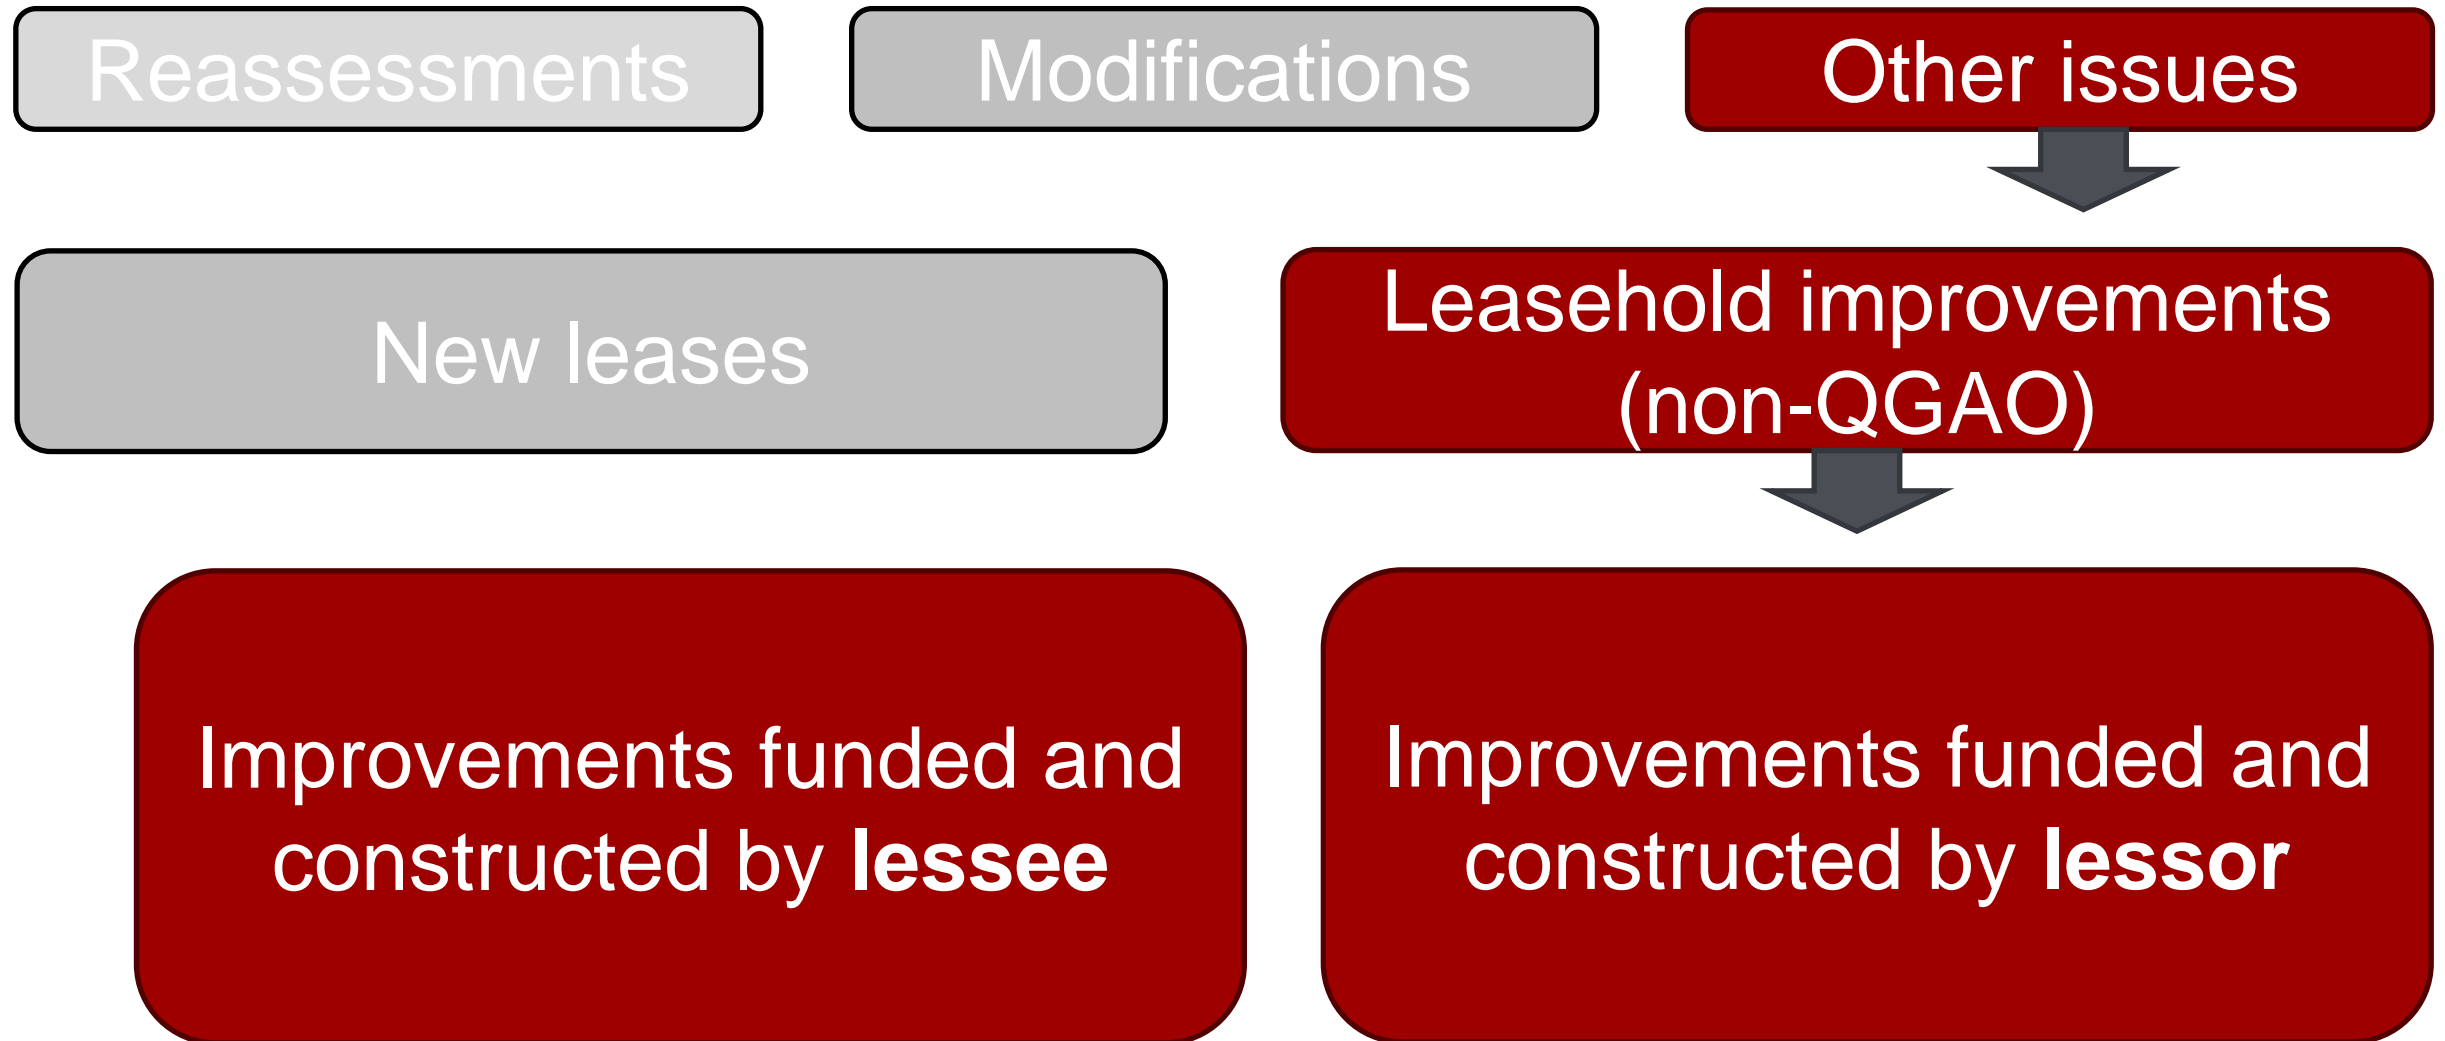 Reassessments
Modifications
Other issues
New leases
Leasehold improvements
(non-QGAO)
Improvements funded and
constructed by lessee
Improvements funded and
constructed by lessor